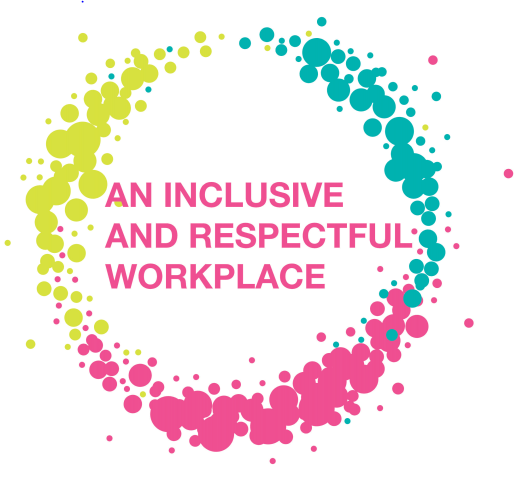 AN INCLUSIVE
AND RESPECTFUL
WORKPLACE